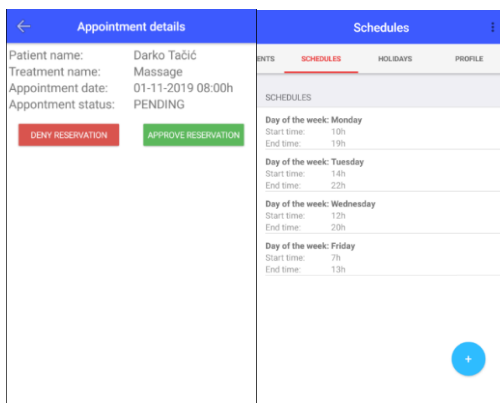 Appointment details
Patient name: Darko Tačić
Treatment name: Massage
Appointment date: 01-11-2019 08:00h
Appontment status: PENDING
DENY RESERVATION APPROVE RESERVATION
Schedules
ENTS SCHEDULES HOLIDAYS PROFILE
SCHEDULES
Day of the week: Monday
Start time: 10h
End time: 19h
Day of the week: Tuesday
Start time: 14h
End time: 22h
Day of the week: Wednesday
Start time: 12h
End time: 20h
Day of the week: Friday
Start time: 7h
End time: 13h
+